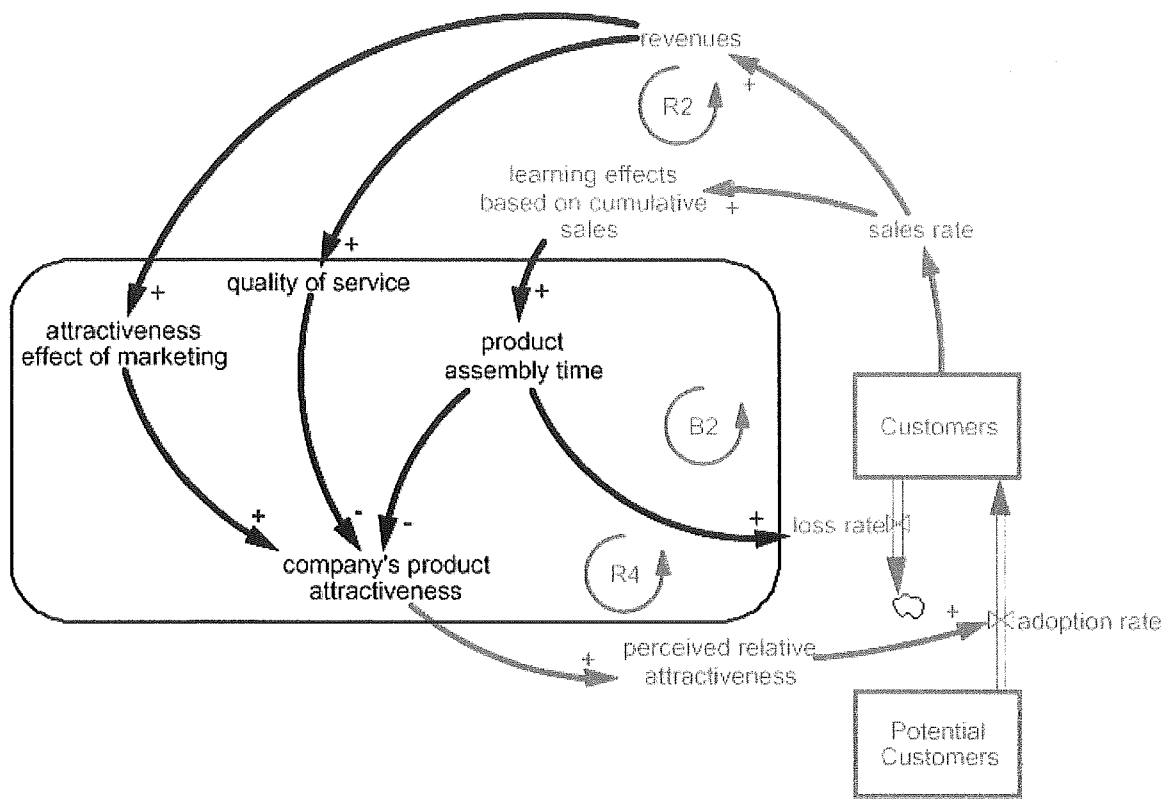 revenues
+
R2
learning effects
based on cumulative
sales
+
sales rate
+
quality of service
+
+
attractiveness
effect of marketing
product
assembly time
B2
Customers
+
-
-
+
loss rate
company's product
attractiveness
R4
+
adoption rate
+
perceived relative
attractiveness
Potential
Customers